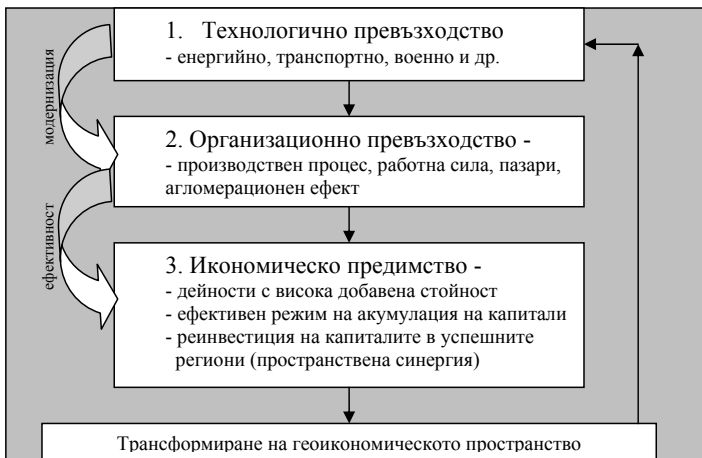 1. Технологично превъзходство
- енергийно, транспортно, военно и др.
модернизация
2. Организационно превъзходство -
- производствен процес, работна сила, пазари,
агломерационен ефект
ефективност
3. Икономическо предимство -
- дейности с висока добавена стойност
- ефективен режим на акумулация на капитали
- реинвестиция на капиталите в успешните
региони (пространствена синергия)
Трансформиране на геоикономическото пространство